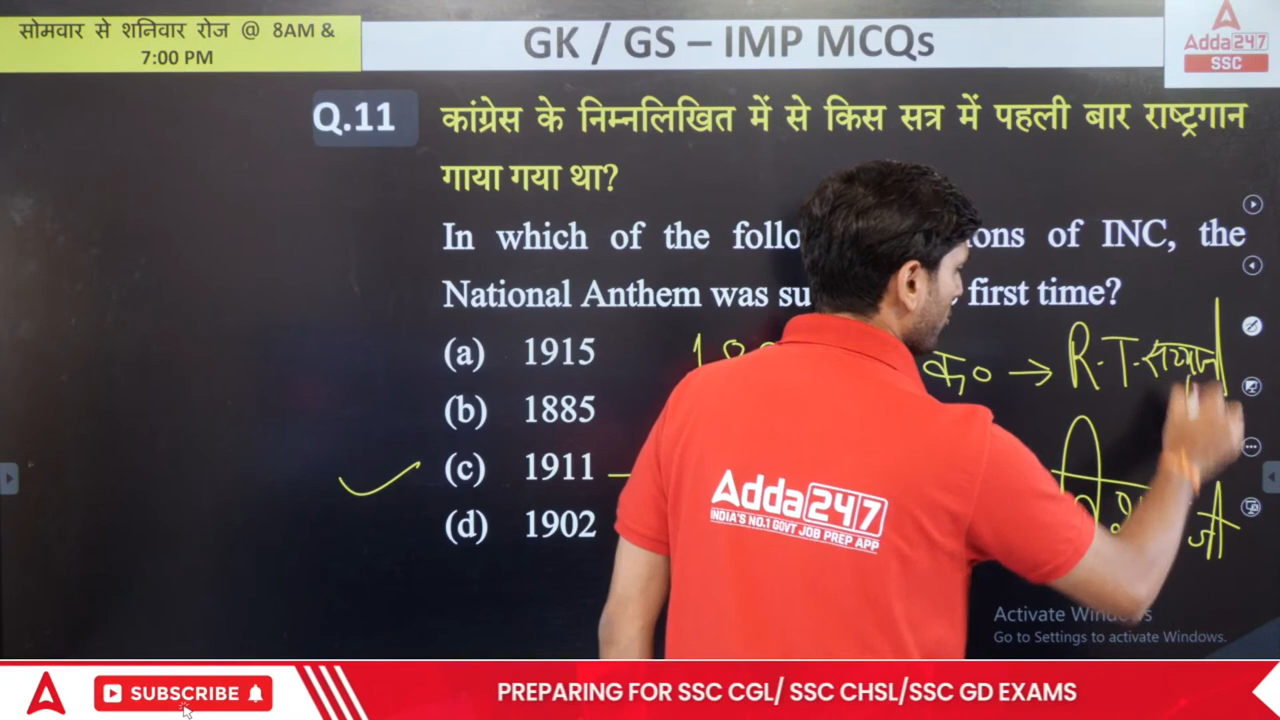 सोमवार से शनिवार रोज @ 8AM &
7:00 PM
GK / GS – IMP MCQs
Adda247
SSC
Q.11 कांग्रेस के निम्नलिखित में से किस सत्र में पहली बार राष्ट्रगान
गाया गया था?
In which of the follo ons of INC, the
National Anthem was su first time?
(a) 1915
(b) 1885
(c) 1911
(d) 1902
क० → R.T.
Adda247
INDIA'S NO.1 GOVT JOB PREP APP
Activate Windows
Go to Settings to activate Windows.
SUBSCRIBE
PREPARING FOR SSC CGL/ SSC CHSL/SSC GD EXAMS